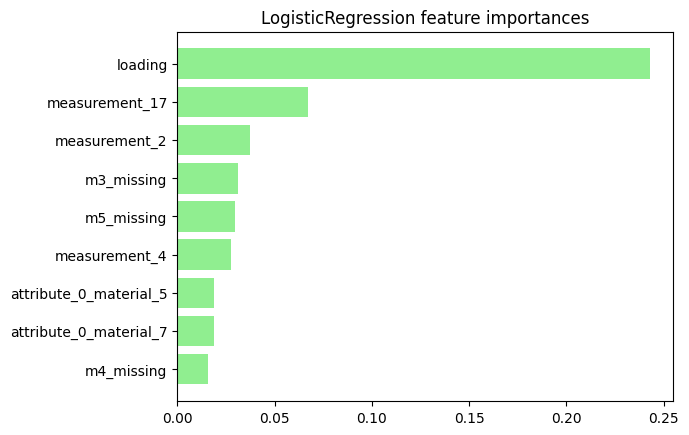 LogisticRegression feature importances
loading
measurement_17
measurement_2
m3_missing
m5_missing
measurement_4
attribute_0_material_5
attribute_0_material_7
m4_missing
0.00 0.05 0.10 0.15 0.20 0.25